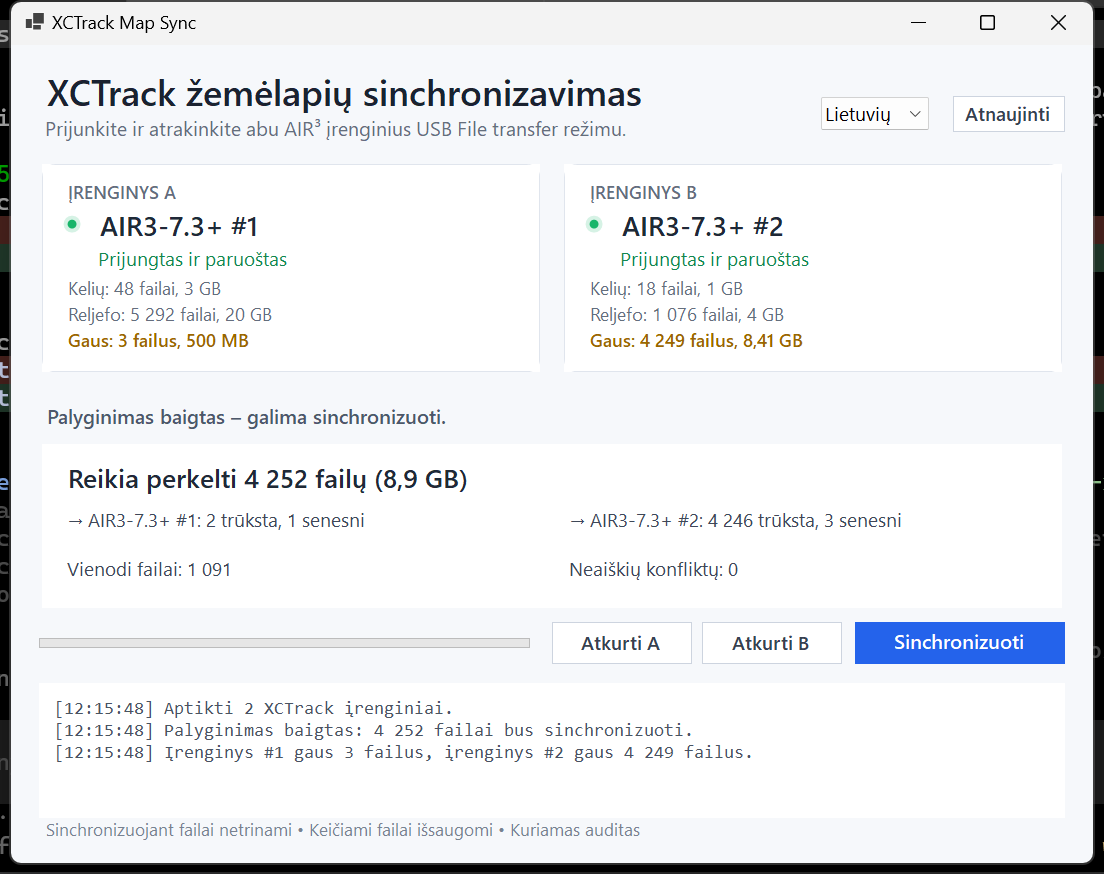 XCTrack Map Sync
XCTrack žemėlapių sinchronizavimas
Prijunkite ir atrakinkite abu AIR³ įrenginius USB File transfer režimu.
Lietuvių
Atnaujinti
ĮRENGINYS A
AIR3-7.3+ #1
Prijungtas ir paruoštas
Kelių: 48 failai, 3 GB
Reljefo: 5 292 failai, 20 GB
Gaus: 3 failus, 500 MB
ĮRENGINYS B
AIR3-7.3+ #2
Prijungtas ir paruoštas
Kelių: 18 failai, 1 GB
Reljefo: 1 076 failai, 4 GB
Gaus: 4 249 failus, 8,41 GB
Palyginimas baigtas – galima sinchronizuoti.
Reikia perkelti 4 252 failų (8,9 GB)
→ AIR3-7.3+ #1: 2 trūksta, 1 senesni
→ AIR3-7.3+ #2: 4 246 trūksta, 3 senesni
Vienodi failai: 1 091
Neaiškių konfliktų: 0
Atkurti A
Atkurti B
Sinchronizuoti
[12:15:48] Aptikti 2 XCTrack įrenginiai.
[12:15:48] Palyginimas baigtas: 4 252 failai bus sinchronizuoti.
[12:15:48] Įrenginys #1 gaus 3 failus, įrenginys #2 gaus 4 249 failus.
Sinchronizuojant failai netrinami • Keičiami failai išsaugomi • Kuriamas auditas